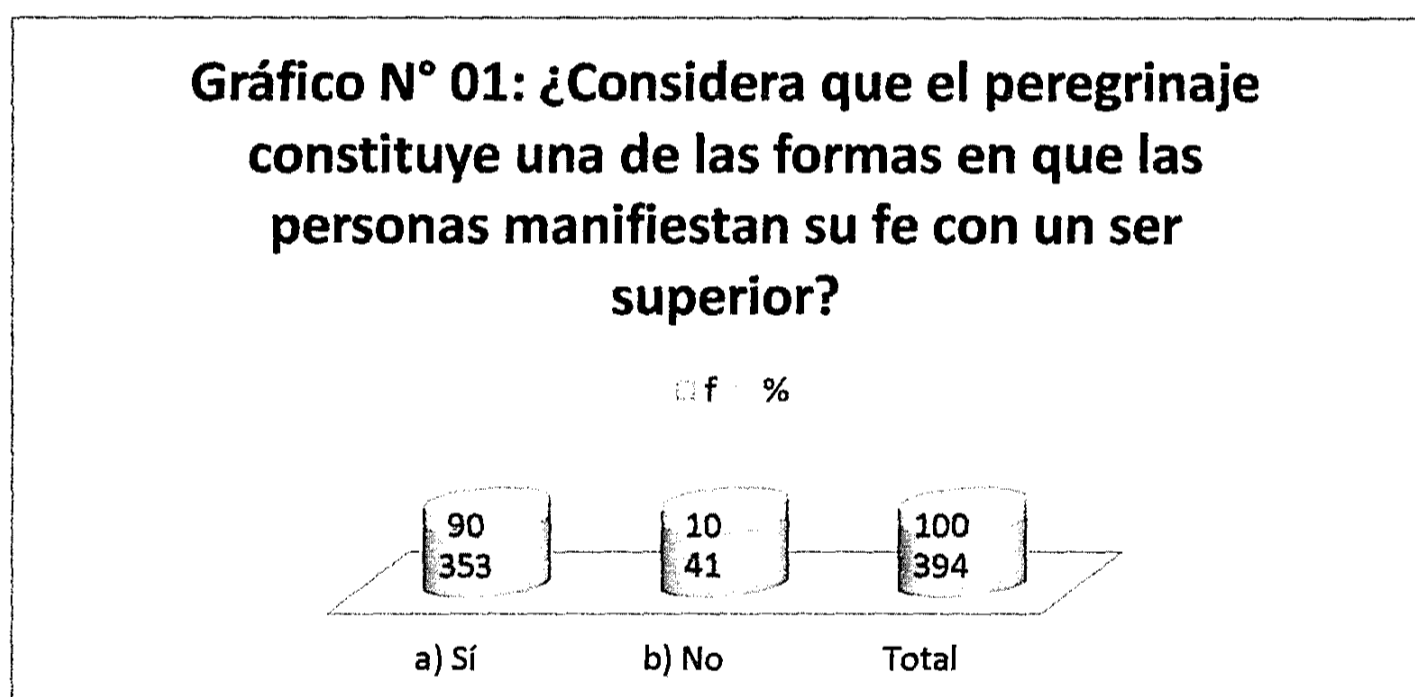 Gráfico N° 01: ¿Considera que el peregrinaje
constituye una de las formas en que las
personas manifiestan su fe con un ser
superior?
f %
90 10 100
353 41 394
a) Sí b) No Total